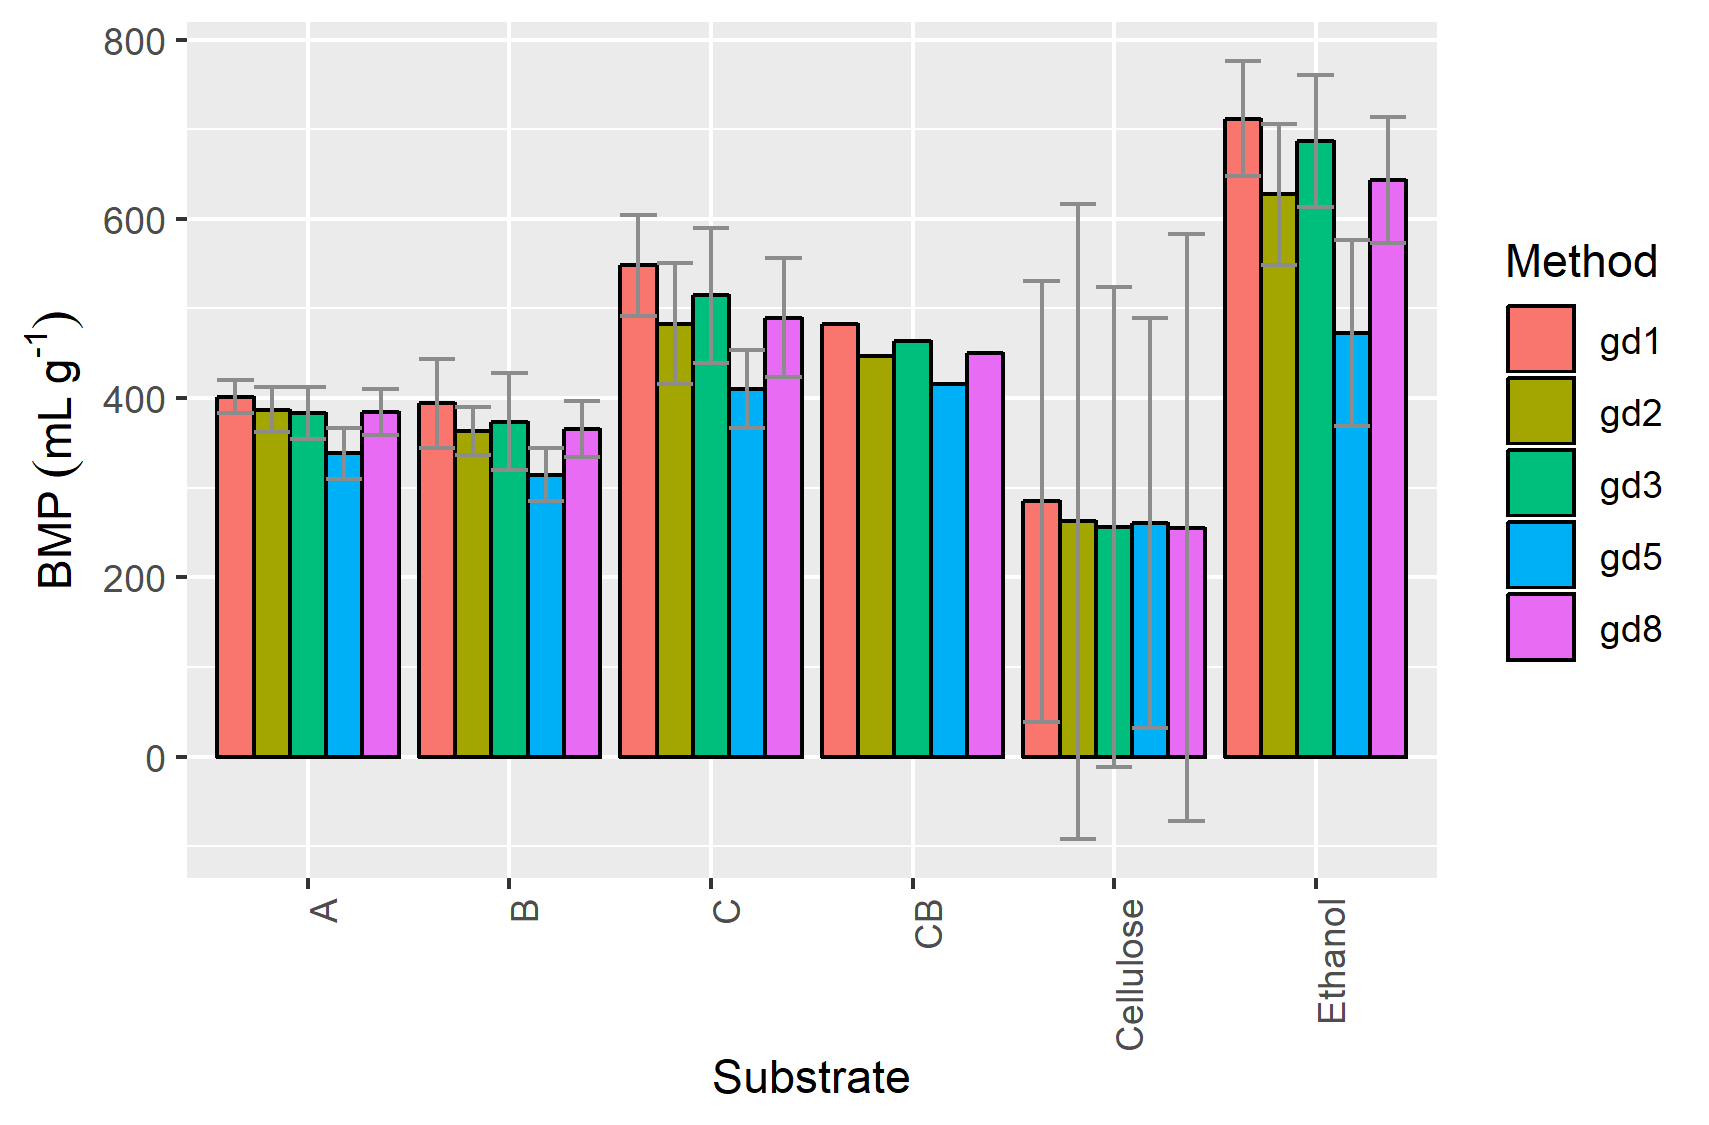 BMP (mL g⁻¹)
800
600
400
200
0
A
B
C
CB
Cellulose
Ethanol
Substrate
Method
gd1
gd2
gd3
gd5
gd8